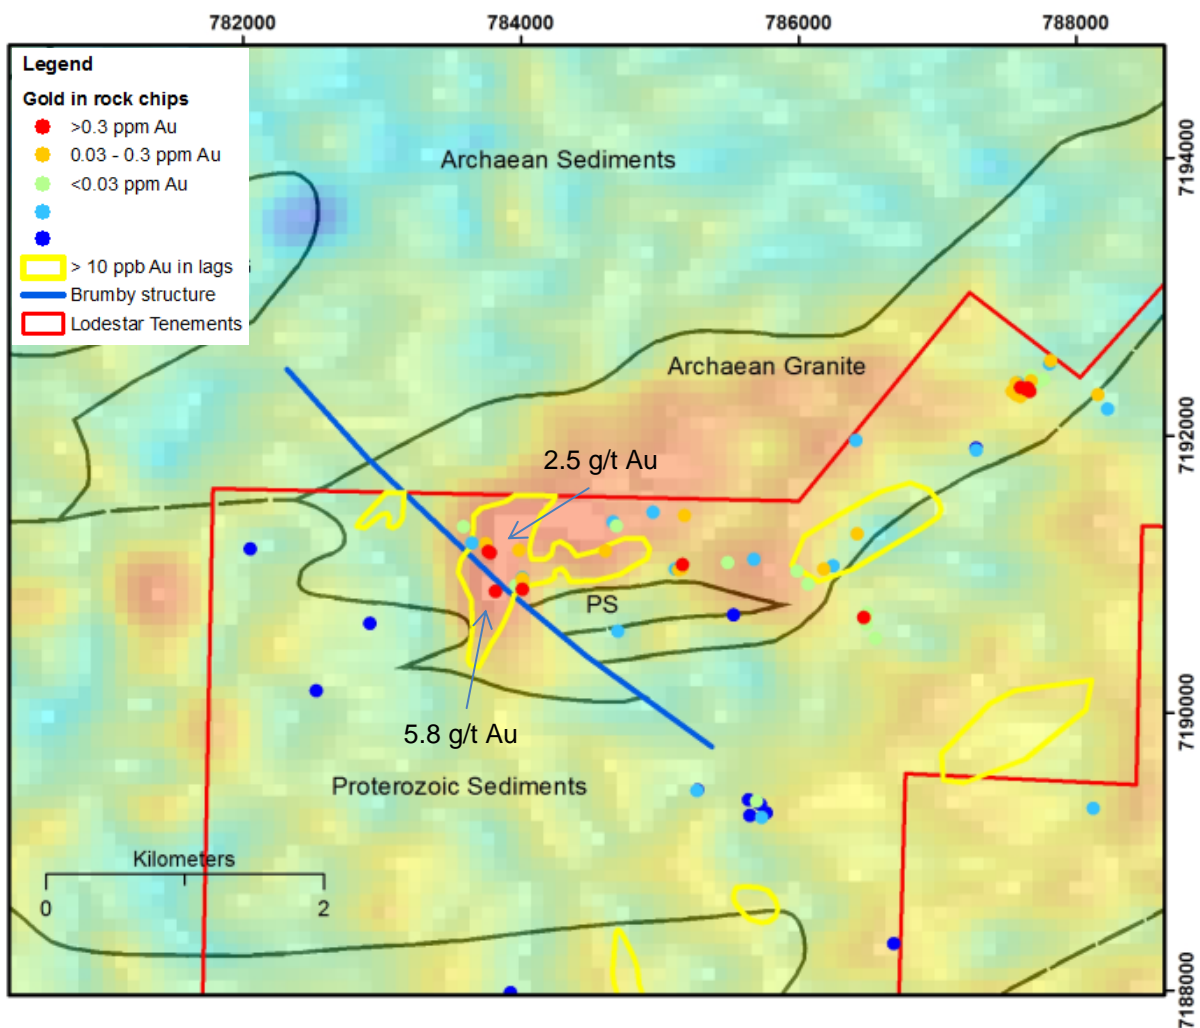 782000
784000
786000
788000
Legend
Gold in rock chips
>0.3 ppm Au
0.03 - 0.3 ppm Au
<0.03 ppm Au
> 10 ppb Au in lags
Brumby structure
Lodestar Tenements
Archaean Sediments
7194000
Archaean Granite
7192000
2.5 g/t Au
PS
5.8 g/t Au
7190000
Proterozoic Sediments
Kilometers
0 2
7188000